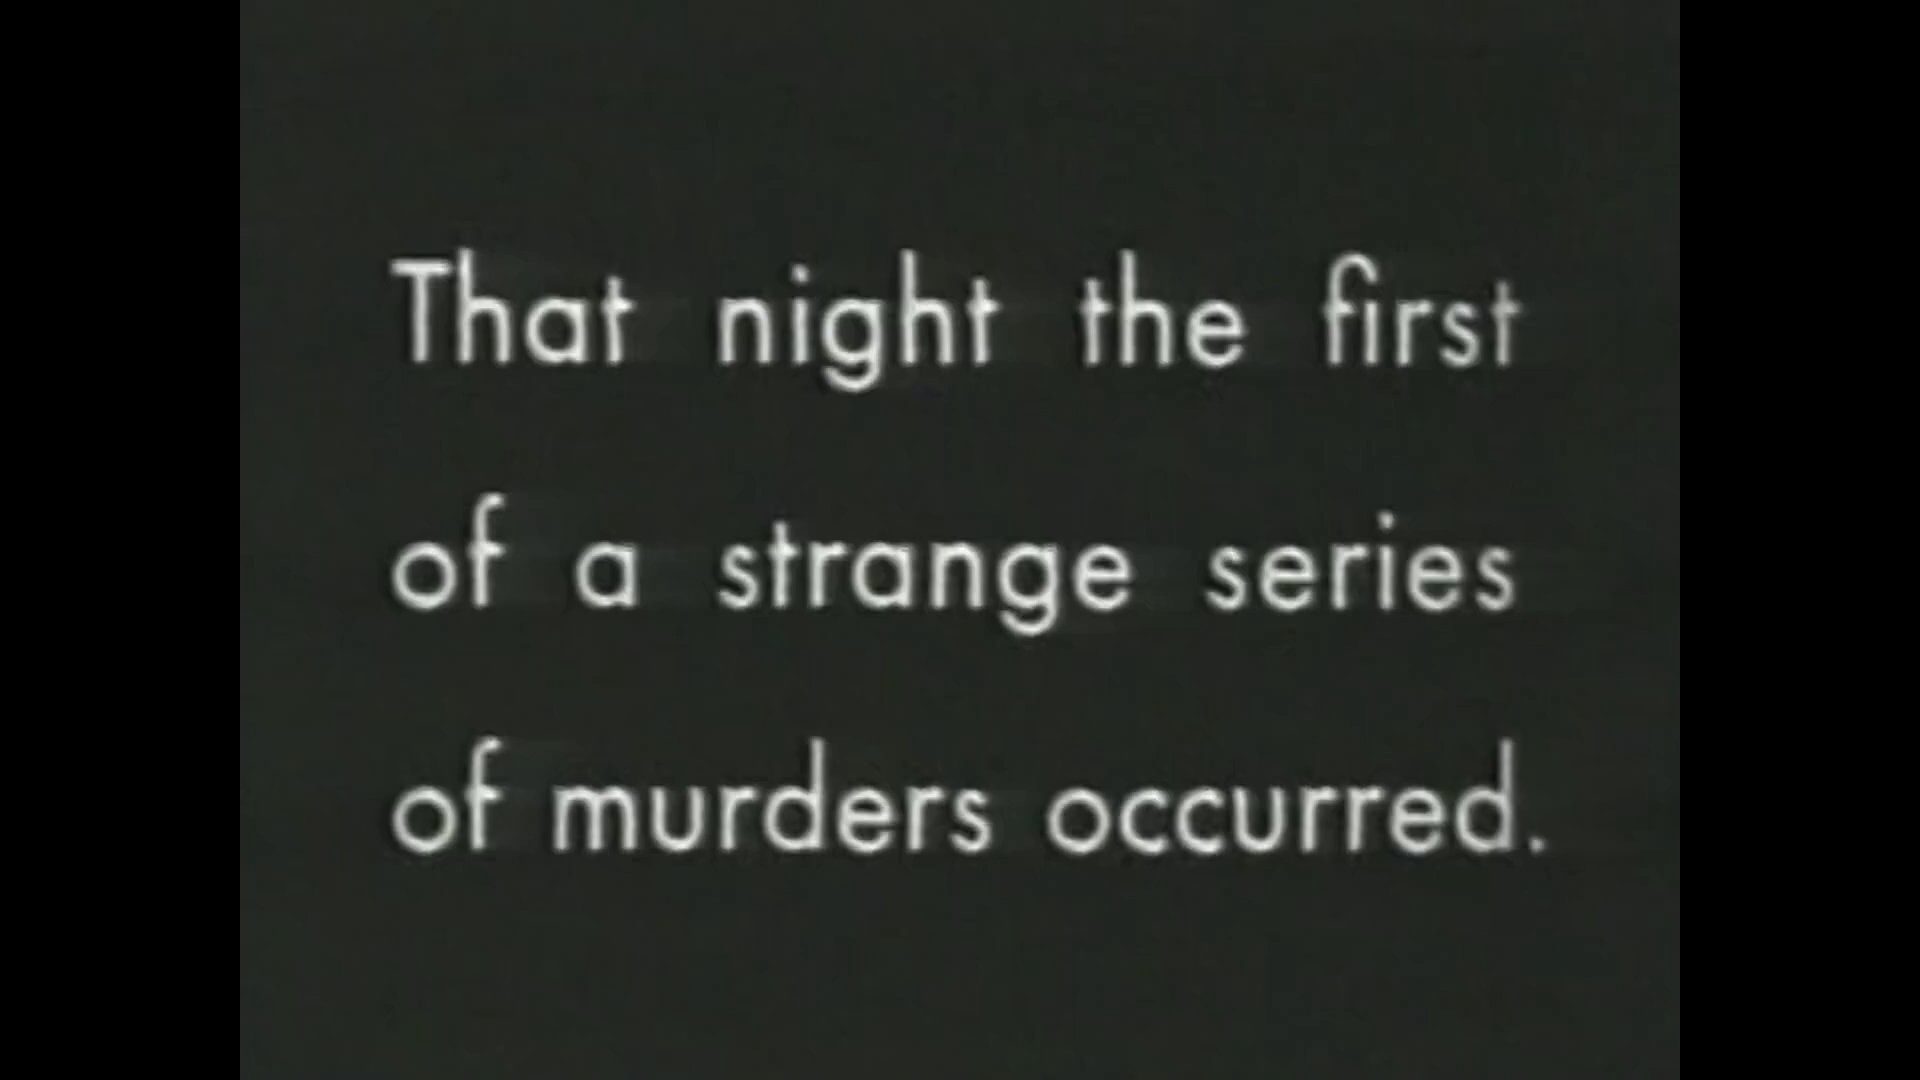 That night the first
of a strange series
of murders occurred.